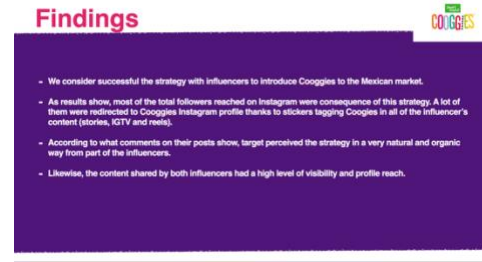 Findings
COOGGIES
- We consider successful the strategy with influencers to introduce Cooggies to the Mexican market.
- As results show, most of the total followers reached on Instagram were consequence of this strategy. A lot of
them were redirected to Cooggies Instagram profile thanks to stickers tagging Coogies in all of the influencer's
content (stories, IGTV and reels).
- According to what comments on their posts show, target perceived the strategy in a very natural and organic
way from part of the influencers.
- Likewise, the content shared by both influencers had a high level of visibility and profile reach.